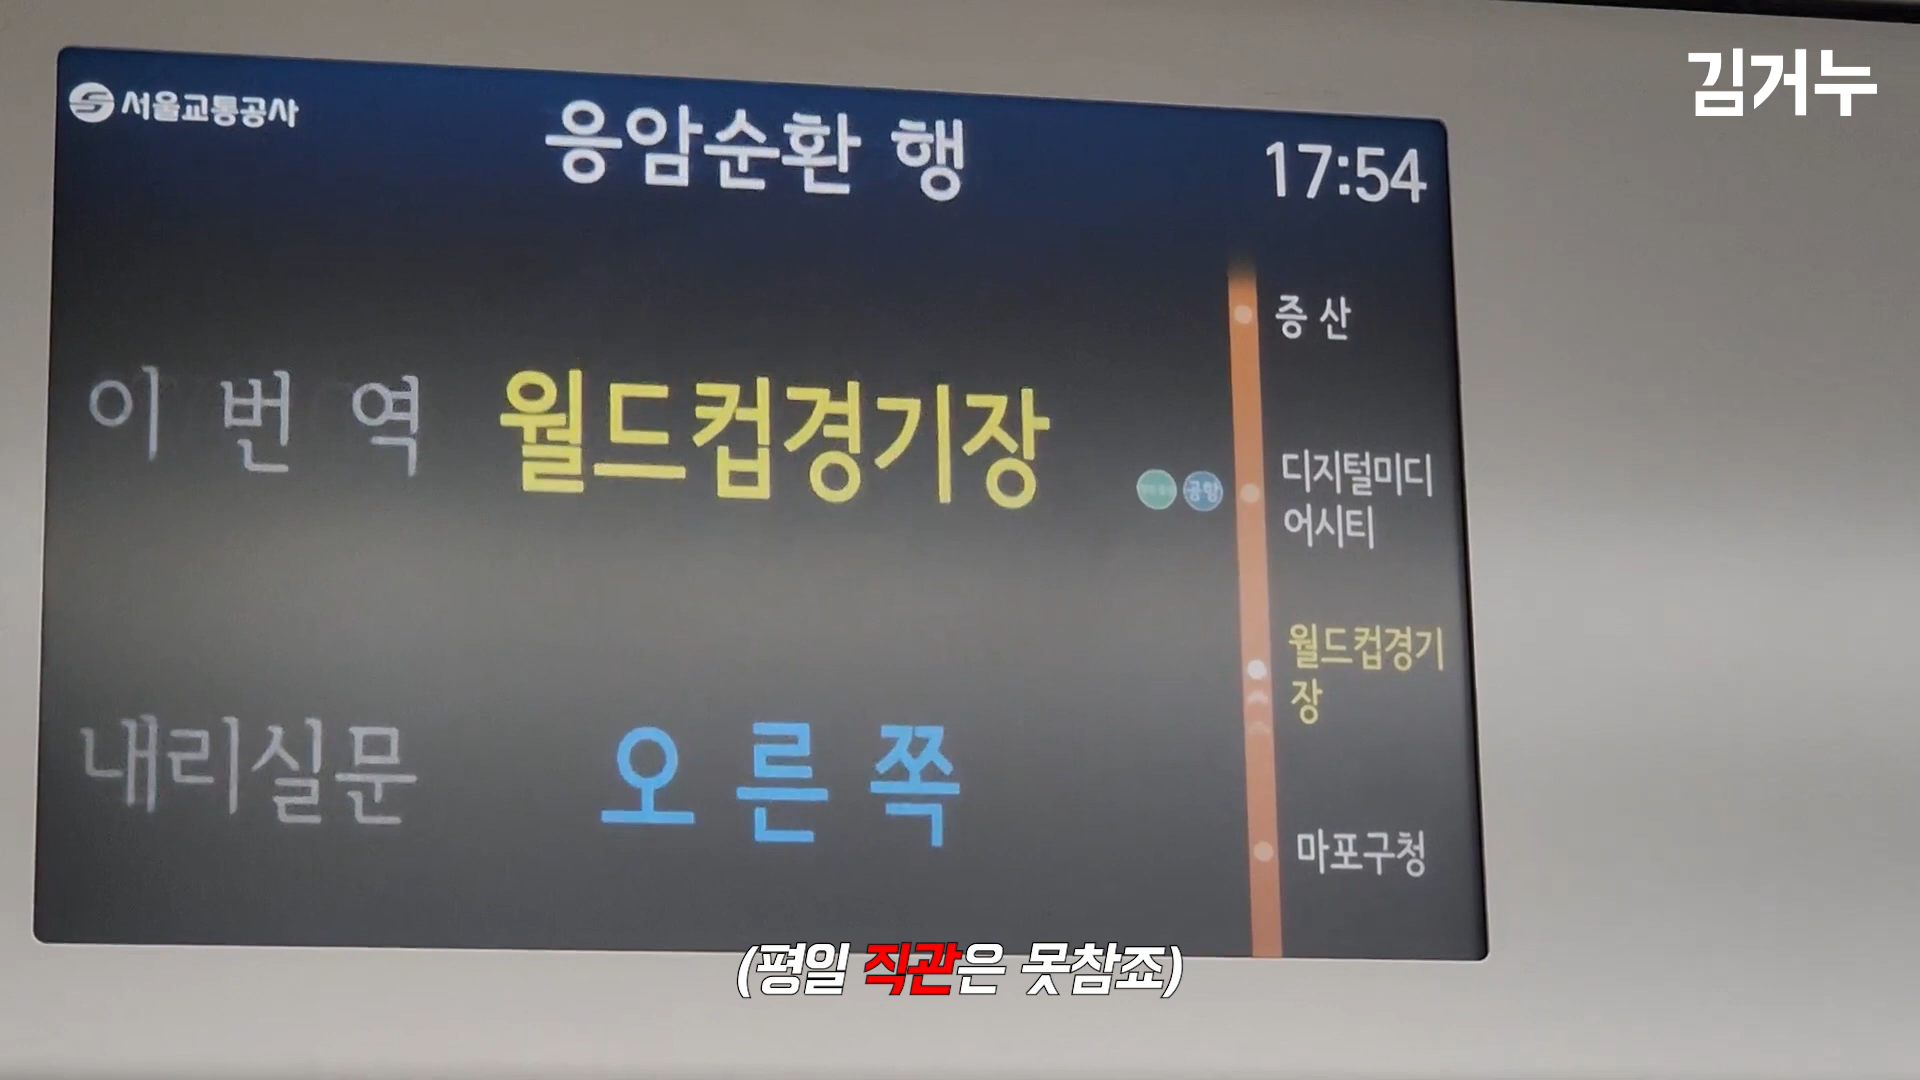 김거누
서울교통공사
응암순환 행
17:54
이번역 월드컵경기장
내리실문 오른쪽
증산
공항
디지털미디
어시티
월드컵경기
장
마포구청
(평일 직관은 못참죠)